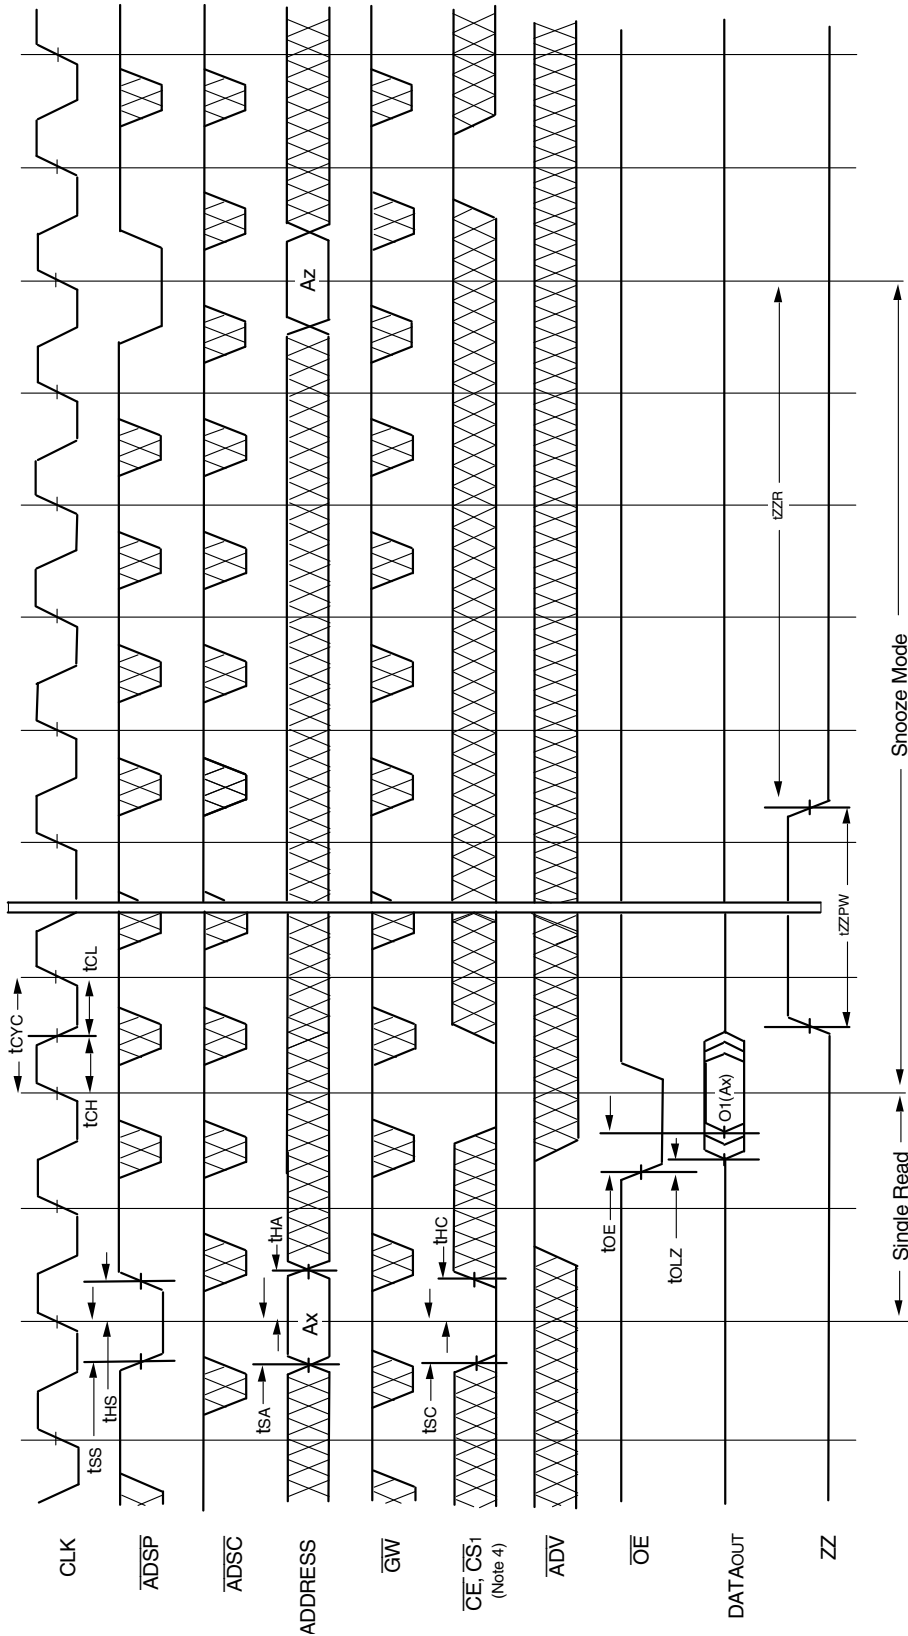 tCYC
tCH
tCL
tSS
tHS
CLK
ADSP
ADSC
tSA
tHA
ADDRESS
Ax
Az
GW
tSC
tHC
CE, CS1
(Note 4)
ADV
OE
tOE
tOLZ
DATAOUT
O1(Ax)
tZZR
ZZ
tZZPW
Single Read
Snooze Mode